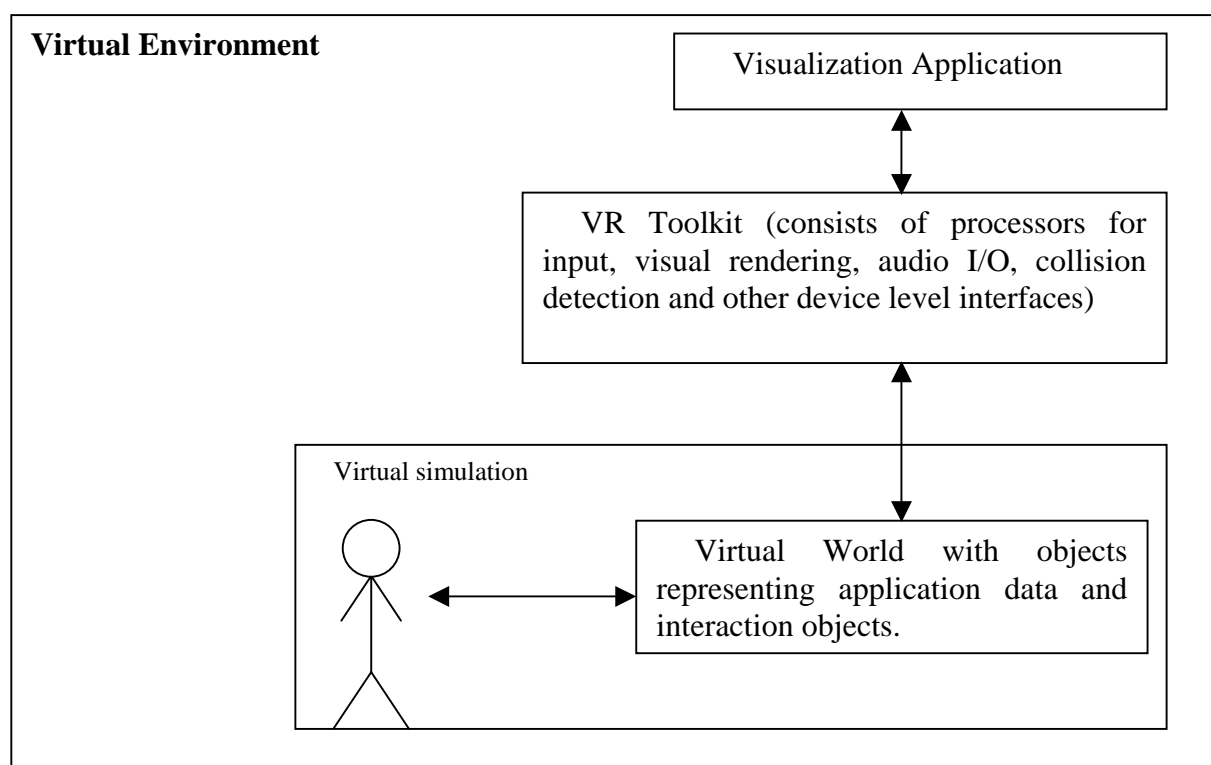 Virtual Environment
Visualization Application
VR Toolkit (consists of processors for
input, visual rendering, audio I/O, collision
detection and other device level interfaces)
Virtual simulation
Virtual World with objects
representing application data and
interaction objects.